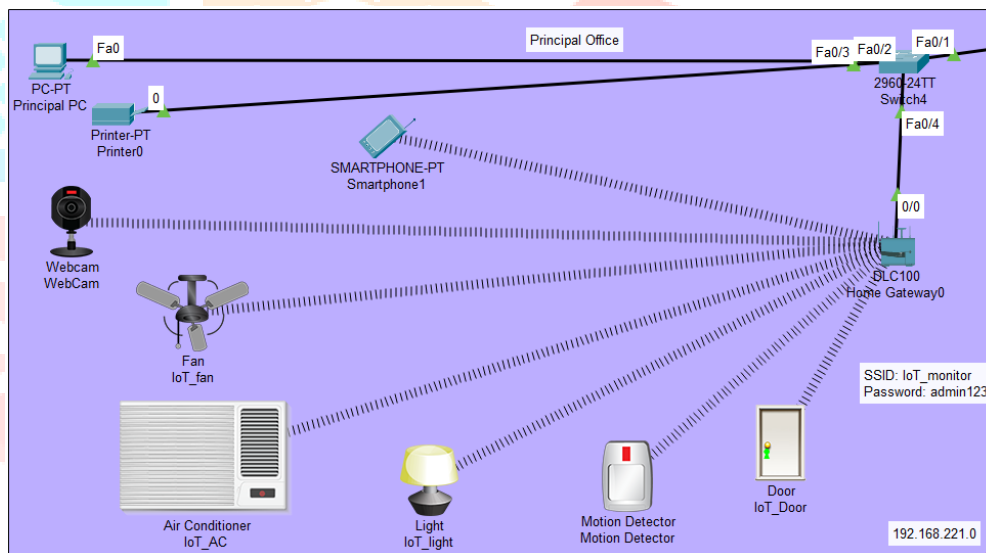 Principal Office
Fa0
Fa0/3
Fa0/2
Fa0/1
PC-PT
Principal PC
0
2960-24TT
Switch4
Printer-PT
Printer0
Fa0/4
SMARTPHONE-PT
Smartphone1
0/0
Webcam
WebCam
DLC100
Home Gateway0
Fan
IoT_fan
SSID: IoT_monitor
Password: admin123
Air Conditioner
IoT_AC
Light
IoT_light
Motion Detector
Motion Detector
Door
IoT_Door
192.168.221.0